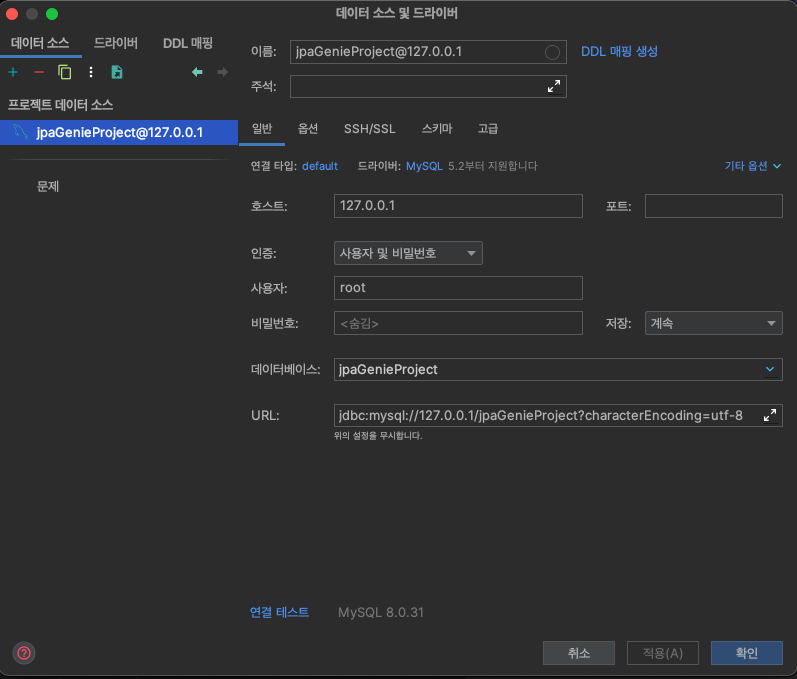 데이터 소스 및 드라이버
데이터 소스 드라이버 DDL 매핑
프로젝트 데이터 소스
jpaGenieProject@127.0.0.1
문제
이름: jpaGenieProject@127.0.0.1 DDL 매핑 생성
주석:
일반 옵션 SSH/SSL 스키마 고급
연결 타입: default 드라이버: MySQL 5.2부터 지원합니다 기타 옵션
호스트: 127.0.0.1 포트:
인증: 사용자 및 비밀번호
사용자: root
비밀번호: <숨김> 저장: 계속
데이터베이스: jpaGenieProject
URL: jdbc:mysql://127.0.0.1/jpaGenieProject?characterEncoding=utf-8
위의 설정을 무시합니다.
연결 테스트 MySQL 8.0.31
? 취소 적용(A) 확인